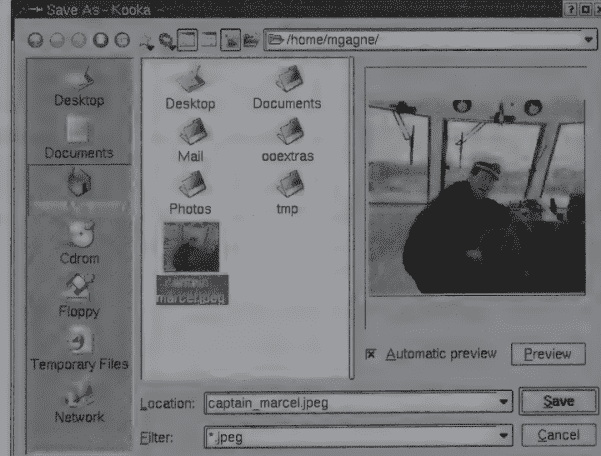 Save As - Kooka
/home/mgagne/
Desktop
Documents
Cdrom
Floppy
Temporary Files
Network
Desktop
Documents
Mail
ooextras
Photos
tmp
captain_
marcel.jpeg
Automatic preview
Preview
Location:
captain_marcel.jpeg
Save
Filter:
*.jpeg
Cancel